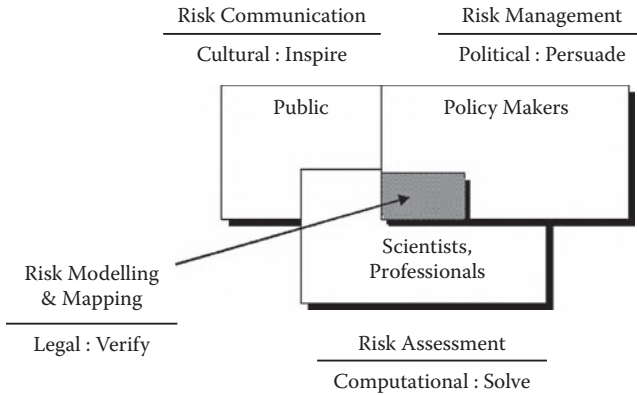 Risk Communication
Cultural : Inspire
Risk Management
Political : Persuade
Public
Policy Makers
Scientists,
Professionals
Risk Modelling
& Mapping
Legal : Verify
Risk Assessment
Computational : Solve